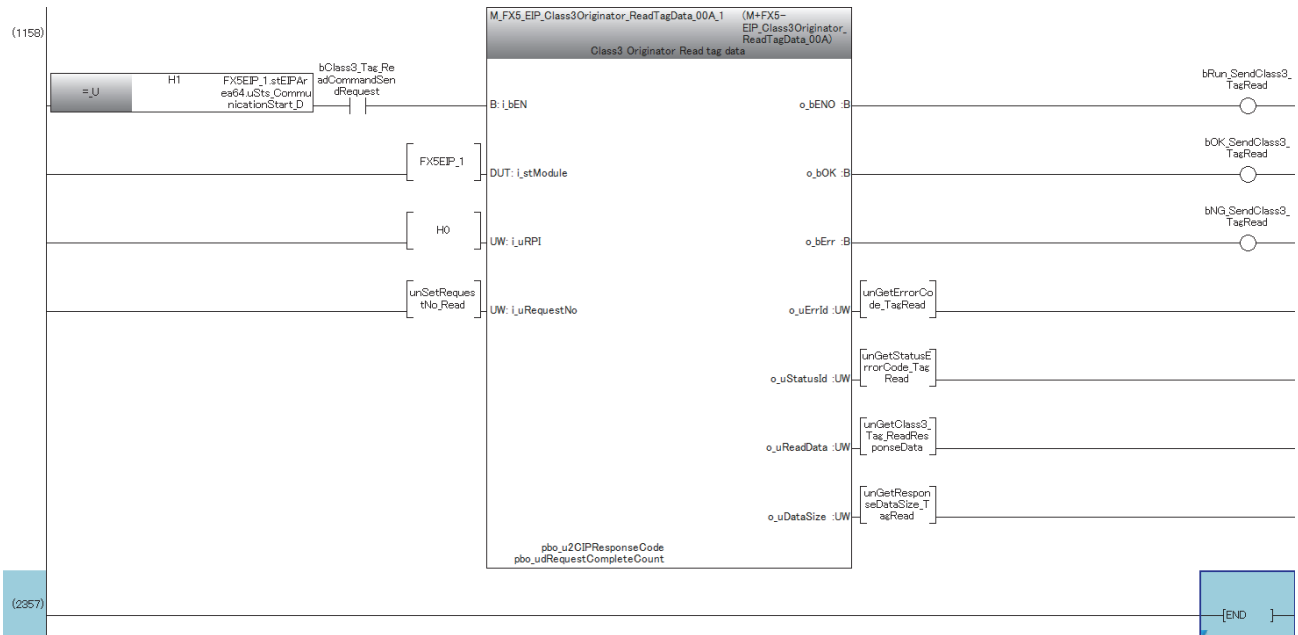 (1158)
M_FX5_EIP_Class3Originator_ReadTagData_00A_1
(M+FX5-
EIP_Class3Originator_
ReadTagData_00A)
Class3 Originator Read tag data
=_U
H1
FX5EIP_1.stEIPAr
ea64.uSts_Commu
nicationStart_D
bClass3_Tag_Re
adCommandSen
dRequest
B: i_bEN
o_bENO :B
bRun_SendClass3_
TagRead
FX5EIP_1
DUT: i_stModule
o_bOK :B
bOK_SendClass3_
TagRead
H0
UW: i_uRPI
o_bErr :B
bNG_SendClass3_
TagRead
unSetReques
tNo_Read
UW: i_uRequestNo
o_uErrId :UW
unGetErrorCo
de_TagRead
o_uStatusId :UW
unGetStatusE
rrorCode_Tag
Read
o_uReadData :UW
unGetClass3_
Tag_ReadRes
ponseData
o_uDataSize :UW
unGetRespon
seDataSize_T
agRead
pbo_u2CIPResponseCode
pbo_udRequestCompleteCount
(2357)
[END ]